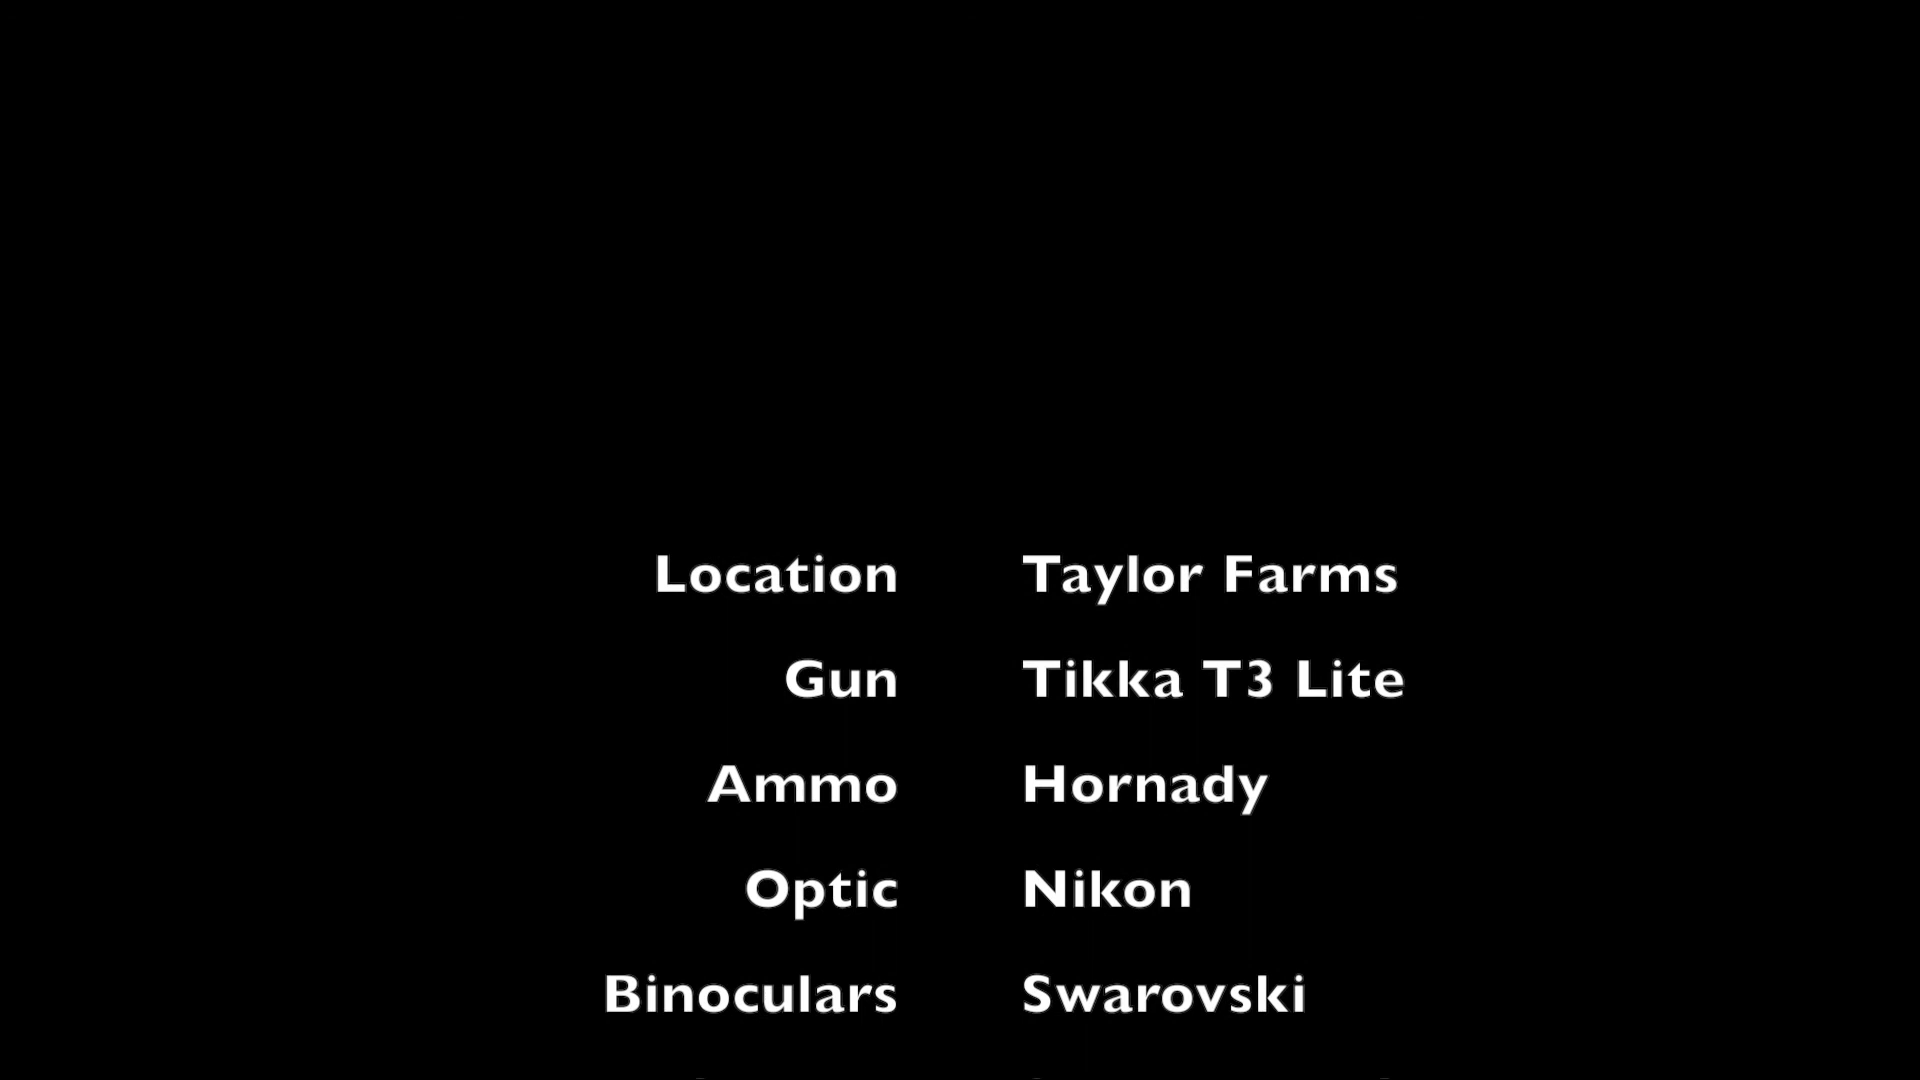 Location Taylor Farms
Gun Tikka T3 Lite
Ammo Hornady
Optic Nikon
Binoculars Swarovski